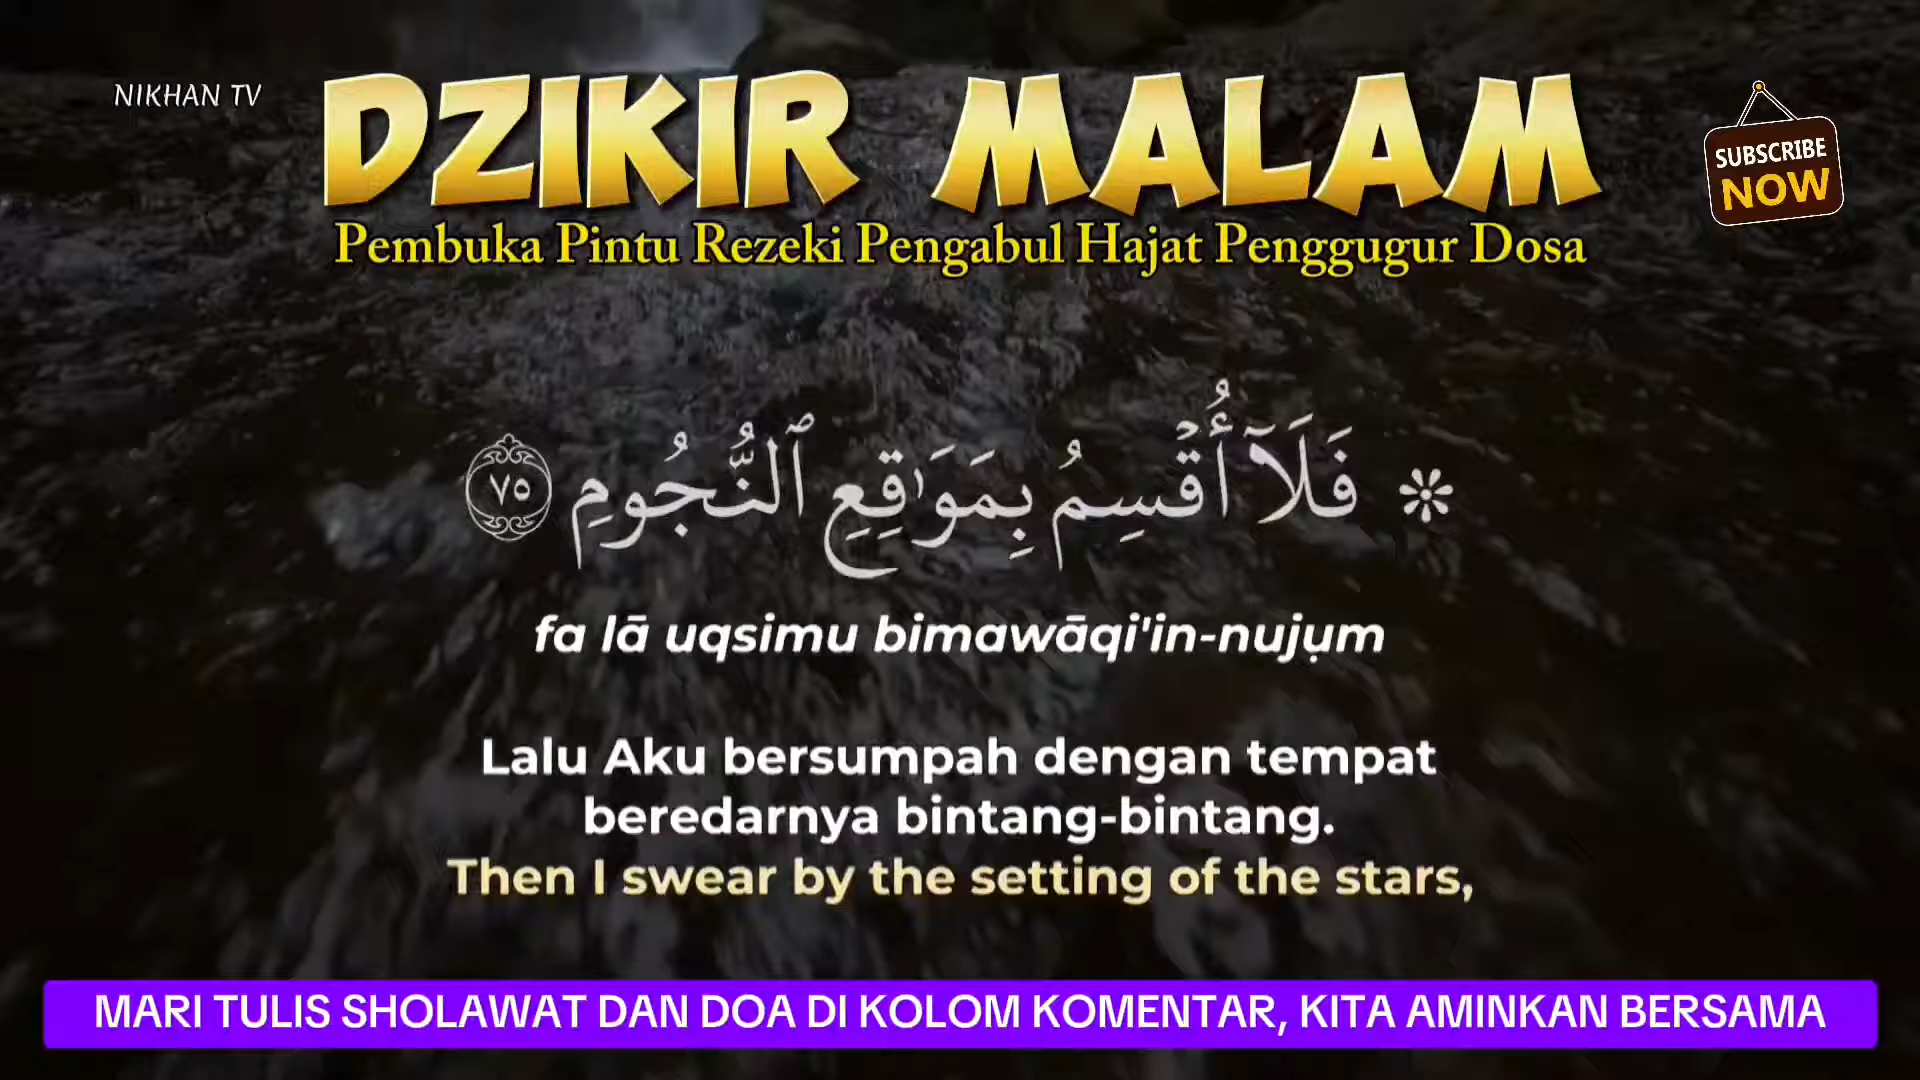 NIKHAN TV
DZIKIR MALAM
SUBSCRIBE
NOW
Pembuka Pintu Rezeki Pengabul Hajat Penggugur Dosa
۞ فَلَآ أُقۡسِمُ بِمَوَٰقِعِ ٱلنُّجُومِ ٧٥
fa lā uqsimu bimawāqi'in-nujụm
Lalu Aku bersumpah dengan tempat
beredarnya bintang-bintang.
Then I swear by the setting of the stars,
MARI TULIS SHOLAWAT DAN DOA DI KOLOM KOMENTAR, KITA AMINKAN BERSAMA